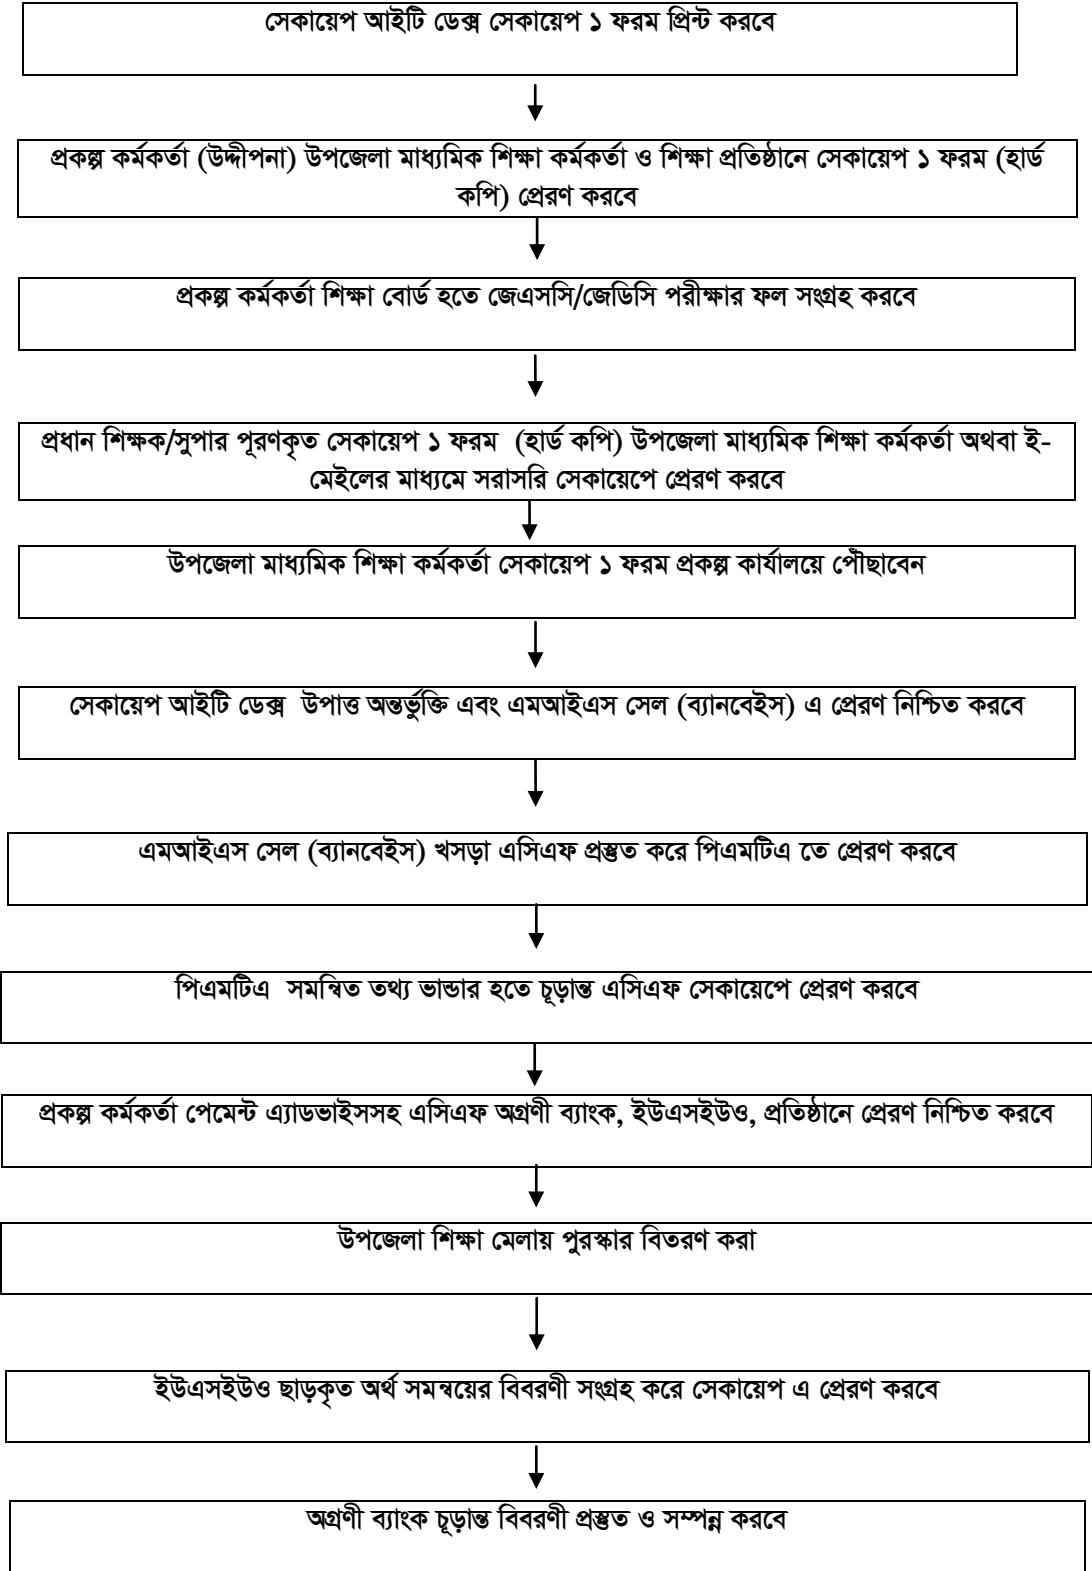 সেকায়েপ আইটি ডেক্স সেকায়েপ ১ ফরম প্রিন্ট করবে
প্রকল্প কর্মকর্তা (উদ্দীপনা) উপজেলা মাধ্যমিক শিক্ষা কর্মকর্তা ও শিক্ষা প্রতিষ্ঠানে সেকায়েপ ১ ফরম (হার্ড
কপি) প্রেরণ করবে
প্রকল্প কর্মকর্তা শিক্ষা বোর্ড হতে জেএসসি/জেডিসি পরীক্ষার ফল সংগ্রহ করবে
প্রধান শিক্ষক/সুপার পূরণকৃত সেকায়েপ ১ ফরম (হার্ড কপি) উপজেলা মাধ্যমিক শিক্ষা কর্মকর্তা অথবা ই-
মেইলের মাধ্যমে সরাসরি সেকায়েপে প্রেরণ করবে
উপজেলা মাধ্যমিক শিক্ষা কর্মকর্তা সেকায়েপ ১ ফরম প্রকল্প কার্যালয়ে পৌঁছাবেন
সেকায়েপ আইটি ডেক্স উপাত্ত অন্তর্ভুক্তি এবং এমআইএস সেল (ব্যানবেইস) এ প্রেরণ নিশ্চিত করবে
এমআইএস সেল (ব্যানবেইস) খসড়া এসিএফ প্রস্তুত করে পিএমটিএ তে প্রেরণ করবে
পিএমটিএ সমন্বিত তথ্য ভান্ডার হতে চূড়ান্ত এসিএফ সেকায়েপে প্রেরণ করবে
প্রকল্প কর্মকর্তা পেমেন্ট এ্যাডভাইসসহ এসিএফ অগ্রণী ব্যাংক, ইউএসইউও, প্রতিষ্ঠানে প্রেরণ নিশ্চিত করবে
উপজেলা শিক্ষা মেলায় পুরস্কার বিতরণ করা
ইউএসইউও ছাড়কৃত অর্থ সমন্বয়ের বিবরণী সংগ্রহ করে সেকায়েপ এ প্রেরণ করবে
অগ্রণী ব্যাংক চূড়ান্ত বিবরণী প্রস্তুত ও সম্পন্ন করবে